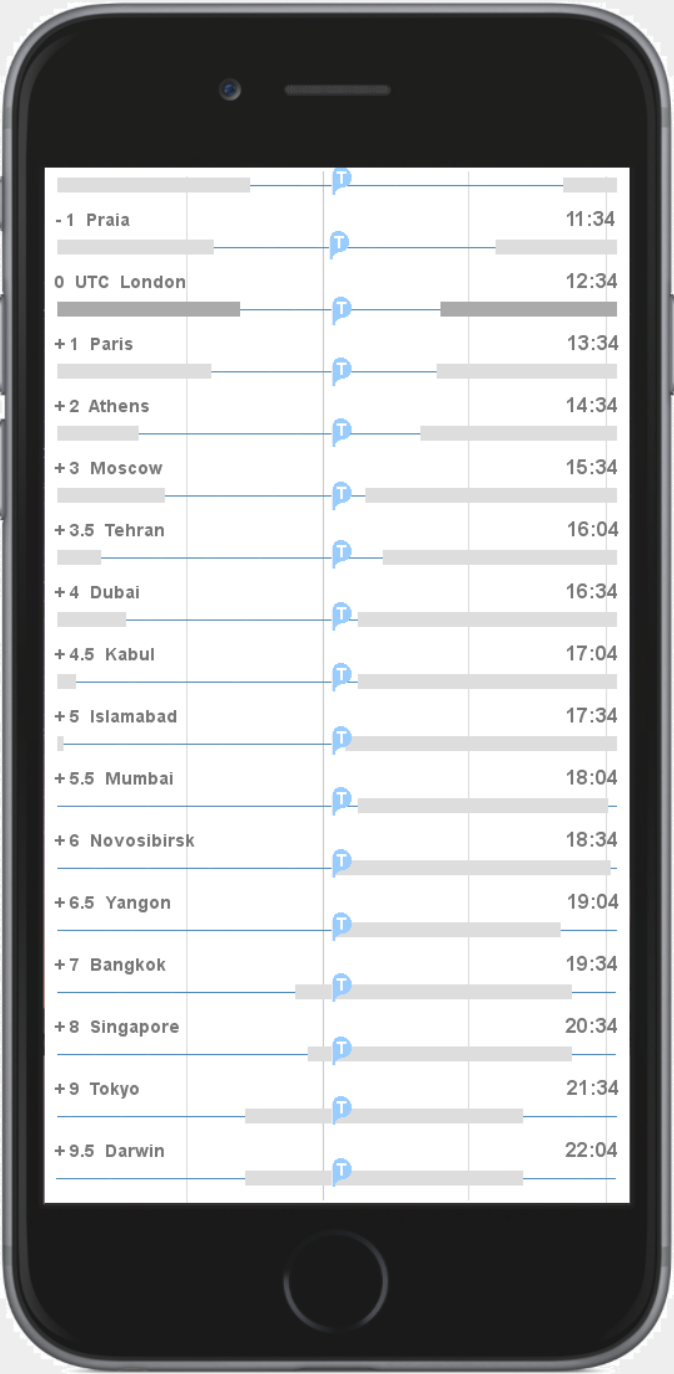 T
- 1 Praia 11:34
T
0 UTC London 12:34
T
+ 1 Paris 13:34
T
+ 2 Athens 14:34
T
+ 3 Moscow 15:34
T
+ 3.5 Tehran 16:04
T
+ 4 Dubai 16:34
T
+ 4.5 Kabul 17:04
T
+ 5 Islamabad 17:34
T
+ 5.5 Mumbai 18:04
T
+ 6 Novosibirsk 18:34
T
+ 6.5 Yangon 19:04
T
+ 7 Bangkok 19:34
T
+ 8 Singapore 20:34
T
+ 9 Tokyo 21:34
T
+ 9.5 Darwin 22:04
T